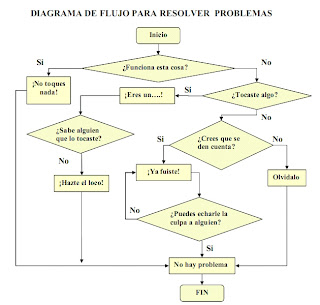 DIAGRAMA DE FLUJO PARA RESOLVER PROBLEMAS
Inicio
¿Funciona esta cosa?
Si
No
¡No toques
nada!
¡Eres un....!
Si
¿Tocaste algo?
¿Sabe alguien
que lo tocaste?
Si
No
¿Crees que se
den cuenta?
No
No
¡Hazte el loco!
¡Ya fuiste!
Olvídalo
No
¿Puedes echarle la
culpa a alguien?
Si
No hay problema
FIN